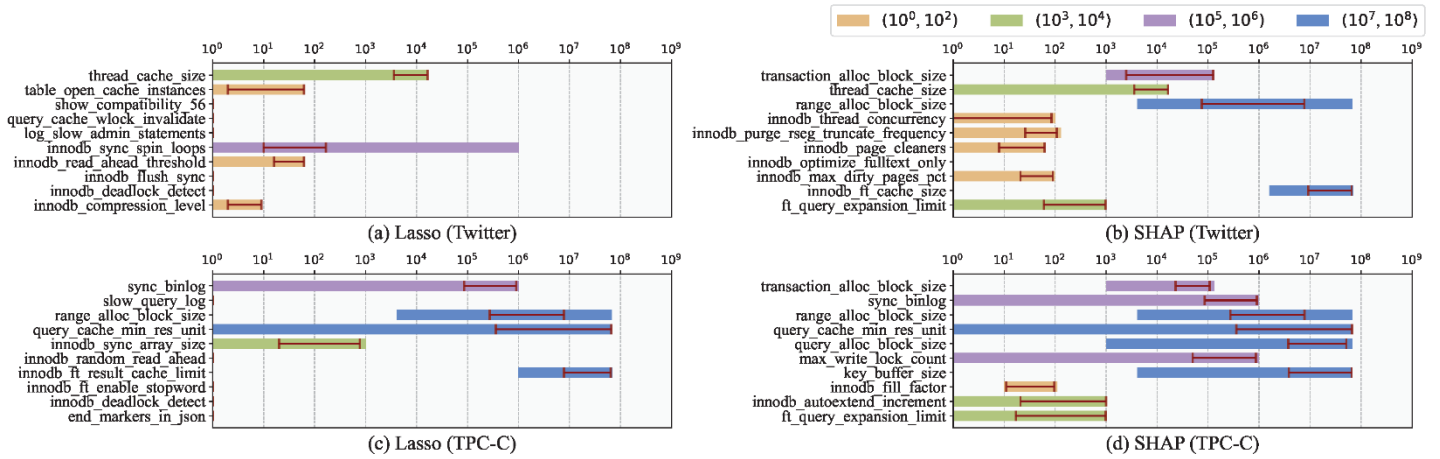 (10⁰, 10²) (10³, 10⁴) (10⁵, 10⁶) (10⁷, 10⁸)
10⁰ 10¹ 10² 10³ 10⁴ 10⁵ 10⁶ 10⁷ 10⁸ 10⁹
thread_cache_size
table_open_cache_instances
show_compatibility_56
query_cache_wlock_invalidate
log_slow_admin_statements
innodb_sync_spin_loops
innodb_read_ahead_threshold
innodb_flush_sync
innodb_deadlock_detect
innodb_compression_level
(a) Lasso (Twitter)
10⁰ 10¹ 10² 10³ 10⁴ 10⁵ 10⁶ 10⁷ 10⁸ 10⁹
transaction_alloc_block_size
thread_cache_size
range_alloc_block_size
innodb_thread_concurrency
innodb_purge_rseg_truncate_frequency
innodb_page_cleaners
innodb_optimize_fulltext_only
innodb_max_dirty_pages_pct
innodb_ft_cache_size
ft_query_expansion_limit
(b) SHAP (Twitter)
10⁰ 10¹ 10² 10³ 10⁴ 10⁵ 10⁶ 10⁷ 10⁸ 10⁹
sync_binlog
slow_query_log
range_alloc_block_size
query_cache_min_res_unit
innodb_sync_array_size
innodb_random_read_ahead
innodb_ft_result_cache_limit
innodb_ft_enable_stopword
innodb_deadlock_detect
end_markers_in_json
(c) Lasso (TPC-C)
10⁰ 10¹ 10² 10³ 10⁴ 10⁵ 10⁶ 10⁷ 10⁸ 10⁹
transaction_alloc_block_size
sync_binlog
range_alloc_block_size
query_cache_min_res_unit
query_alloc_block_size
max_write_lock_count
key_buffer_size
innodb_fill_factor
innodb_autoextend_increment
ft_query_expansion_limit
(d) SHAP (TPC-C)